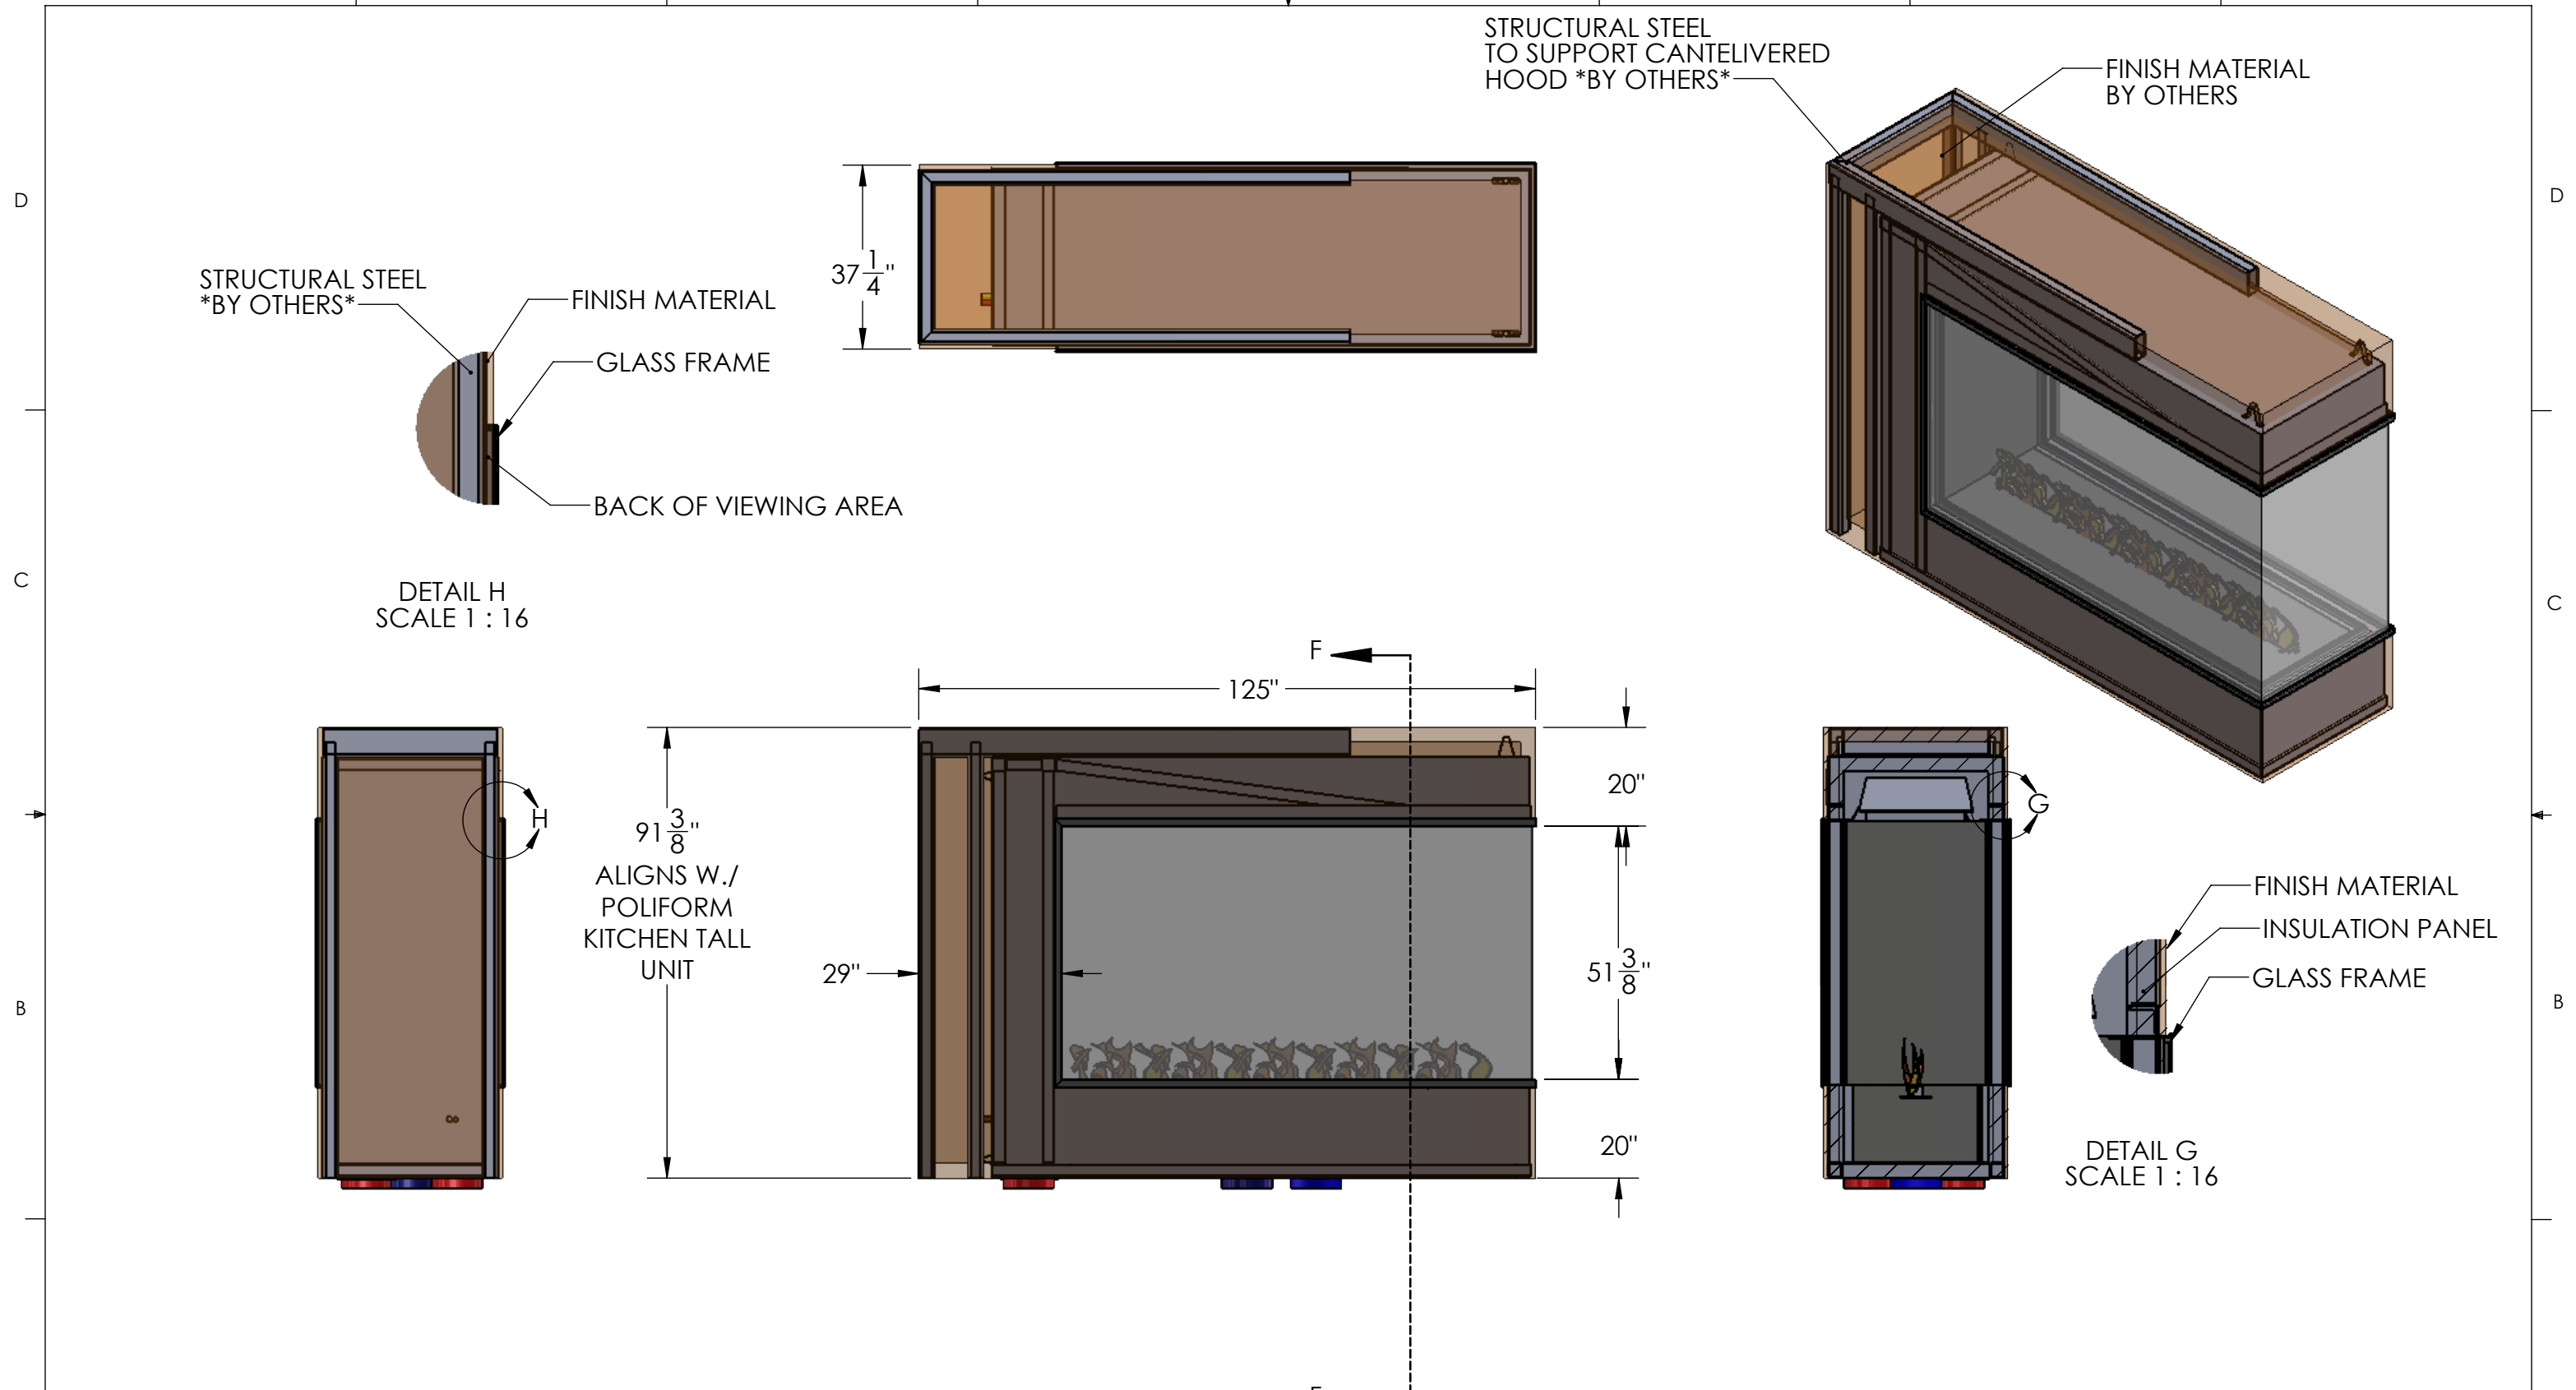 STRUCTURAL STEEL
TO SUPPORT CANTELIVERED
HOOD *BY OTHERS*
FINISH MATERIAL
BY OTHERS
D
D
37 1/4"
STRUCTURAL STEEL
*BY OTHERS*
FINISH MATERIAL
GLASS FRAME
BACK OF VIEWING AREA
DETAIL H
SCALE 1 : 16
C
C
F
125"
20"
H
G
91 3/8"
ALIGNS W./
POLIFORM
KITCHEN TALL
UNIT
29"
51 3/8"
FINISH MATERIAL
INSULATION PANEL
GLASS FRAME
B
B
20"
DETAIL G
SCALE 1 : 16